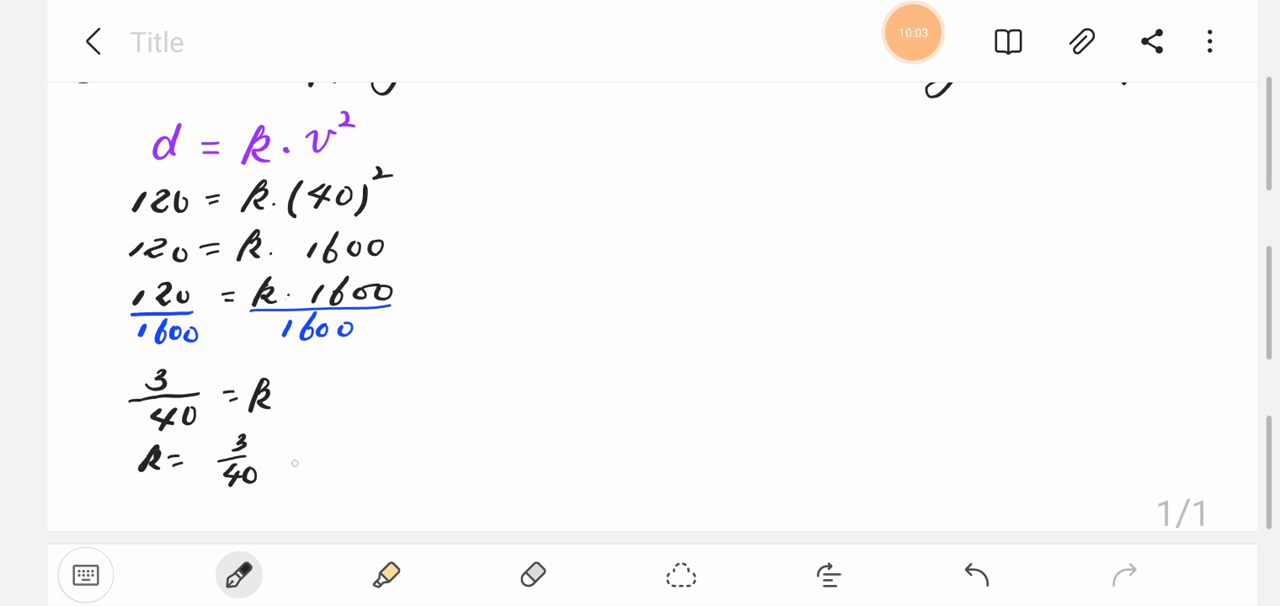 Title
10:03
d = k · v²
120 = k · (40)²
120 = k · 1600
120/1600 = k · 1600/1600
3/40 = k
k = 3/40
1/1